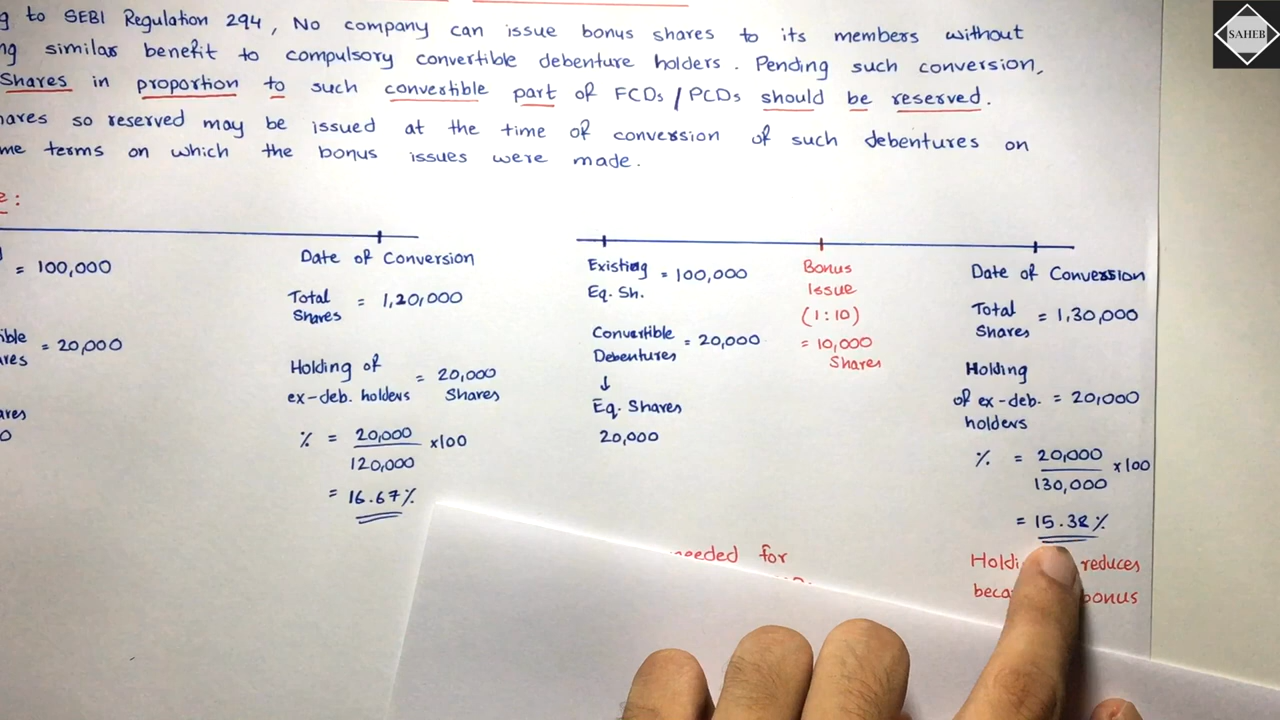 to SEBI Regulation 294, No company can issue bonus shares to its members without
similar benefit to compulsory convertible debenture holders. Pending such conversion,
Shares in proportion to such convertible part of FCDs/PCDs should be reserved.
so reserved may be issued at the time of conversion of such debentures on
terms on which the bonus issues were made.
= 100,000
= 20,000
Date of Conversion
Total Shares = 1,20,000
Holding of
ex-deb. holders = 20,000 Shares
% = 20,000 / 120,000 x100
= 16.67%
Existing Eq. Sh. = 100,000
Convertible Debentures = 20,000
↓
Eq. Shares
20,000
Bonus
Issue
(1:10)
= 10,000
Shares
Date of Conversion
Total Shares = 1,30,000
Holding
of ex-deb. = 20,000
holders
% = 20,000 / 130,000 x100
= 15.38%
reduces
bonus
needed for
SAHEB